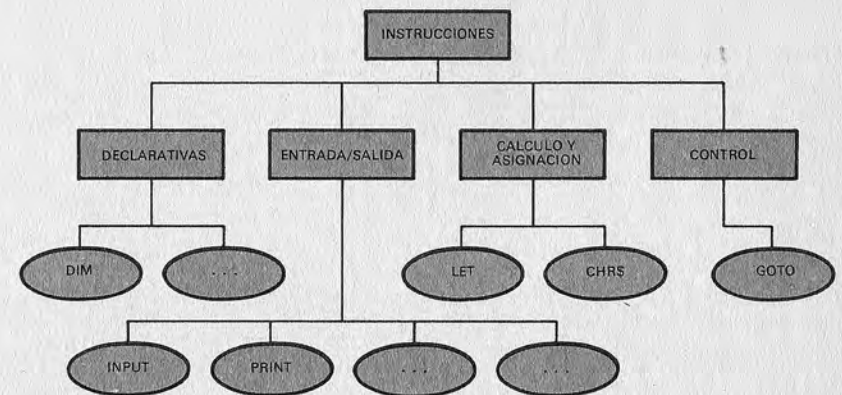 INSTRUCCIONES
DECLARATIVAS
ENTRADA/SALIDA
CALCULO Y
ASIGNACION
CONTROL
DIM
. . .
LET
CHR$
GOTO
INPUT
PRINT
. . .
. . .